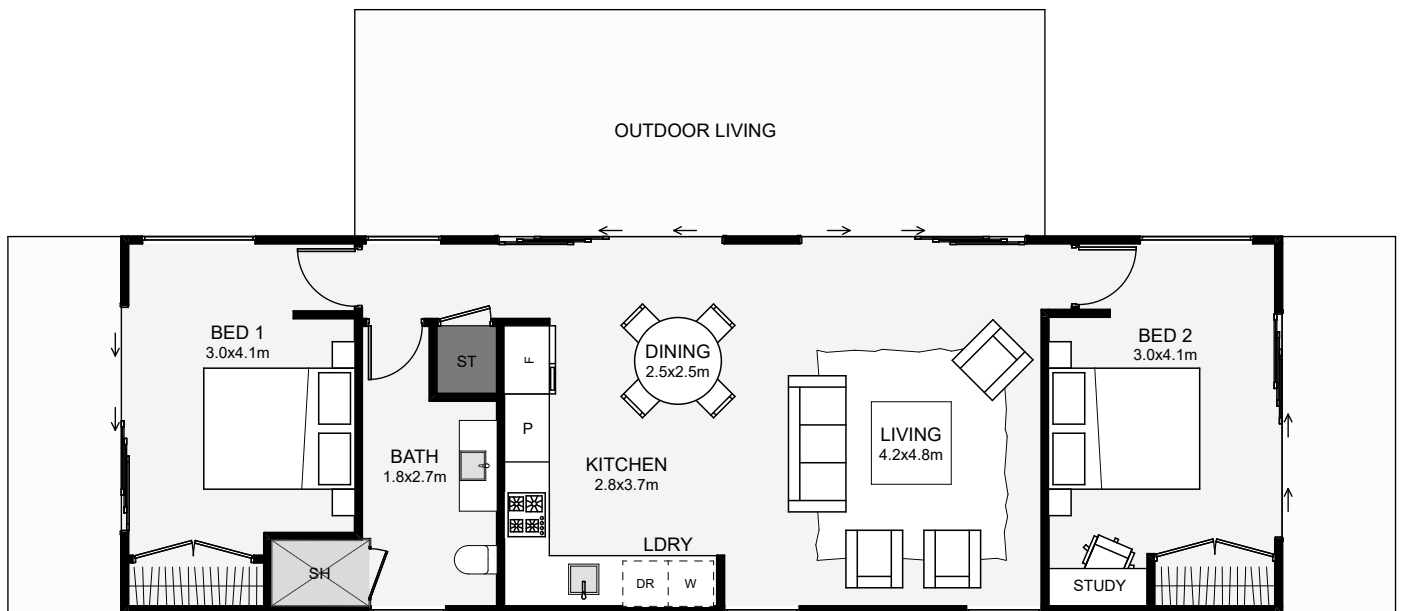 OUTDOOR LIVING
BED 1
3.0x4.1m
ST
F
DINING
2.5x2.5m
BED 2
3.0x4.1m
P
BATH
1.8x2.7m
KITCHEN
2.8x3.7m
LIVING
4.2x4.8m
LDRY
SH
DR
W
STUDY